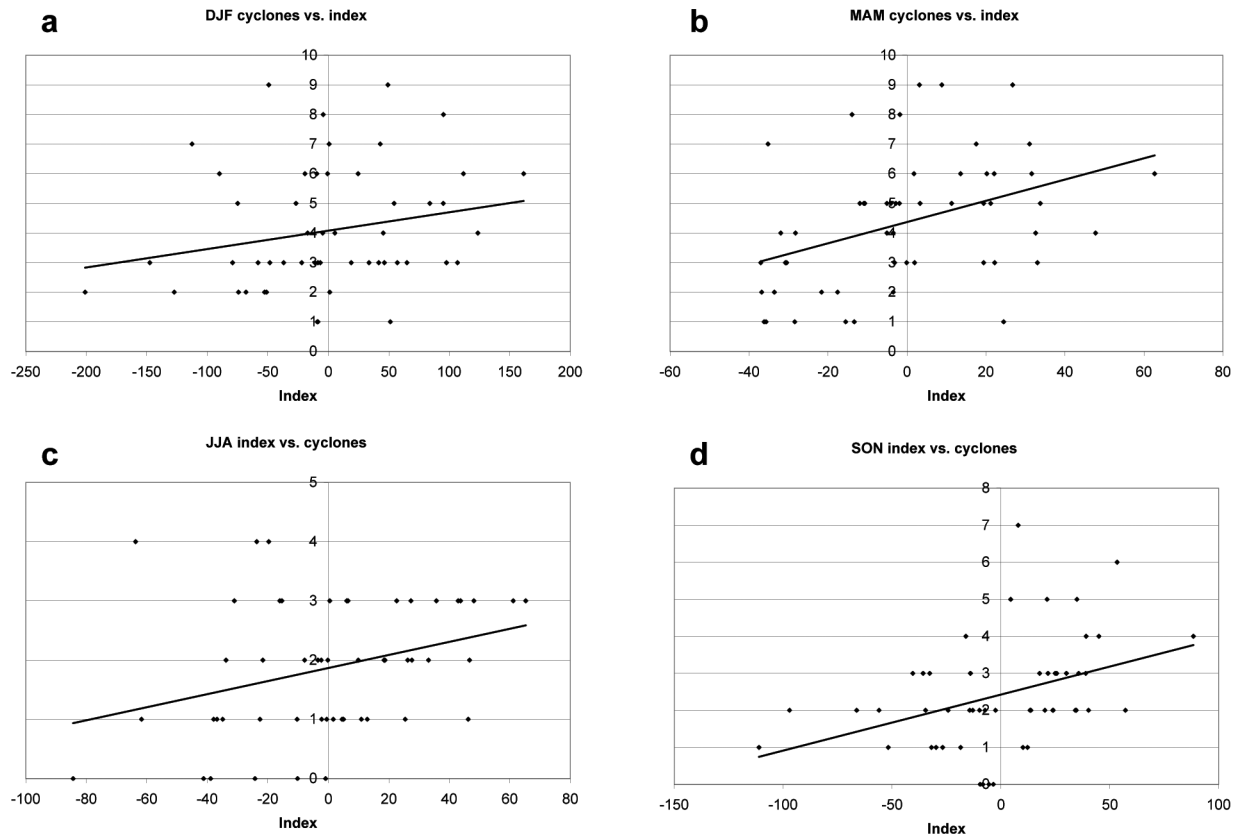 a
DJF cyclones vs. index
10
9
8
7
6
5
4
3
2
1
0
-250 -200 -150 -100 -50 0 50 100 150 200
Index
b
MAM cyclones vs. index
10
9
8
7
6
5
4
3
2
1
0
-60 -40 -20 0 20 40 60 80
Index
c
JJA index vs. cyclones
5
4
3
2
1
0
-100 -80 -60 -40 -20 0 20 40 60 80
Index
d
SON index vs. cyclones
8
7
6
5
4
3
2
1
0
-150 -100 -50 0 50 100
Index